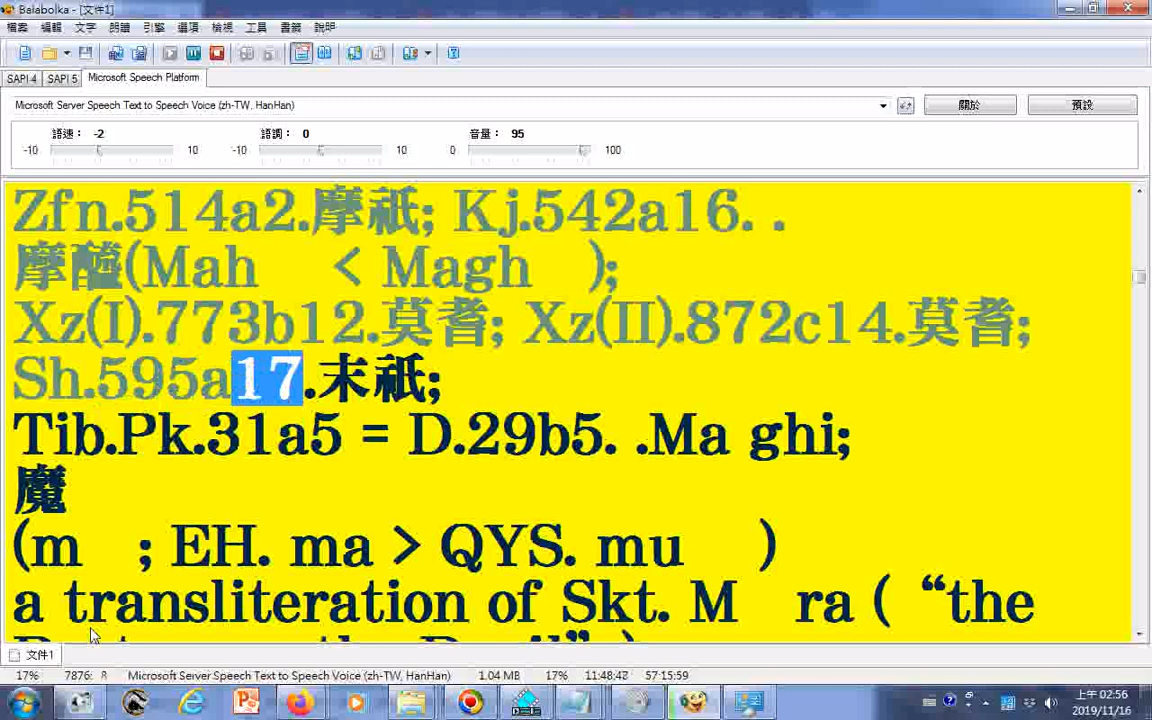 Balabolka - [文件1]
檔案 編輯 文字 朗讀 引擎 選項 檢視 工具 書籤 說明
SAPI 4 SAPI 5 Microsoft Speech Platform
Microsoft Server Speech Text to Speech Voice (zh-TW, HanHan) 關於 預設
語速： -2 語調： 0 音量： 95
-10 10 -10 10 0 100
Zfn.514a2.摩祇; Kj.542a16. .
摩醯(Mah < Magh );
Xz(I).773b12.莫耆; Xz(II).872c14.莫耆;
Sh.595a17.末祇;
Tib.Pk.31a5 = D.29b5. .Ma ghi;
魔
(m ; EH. ma > QYS. mu )
a transliteration of Skt. M ra ( “the
文件1
17% 7876: 8 Microsoft Server Speech Text to Speech Voice (zh-TW, HanHan) 1.04 MB 17% 11:48:42 57:15:59
上午 02:56
2019/11/16